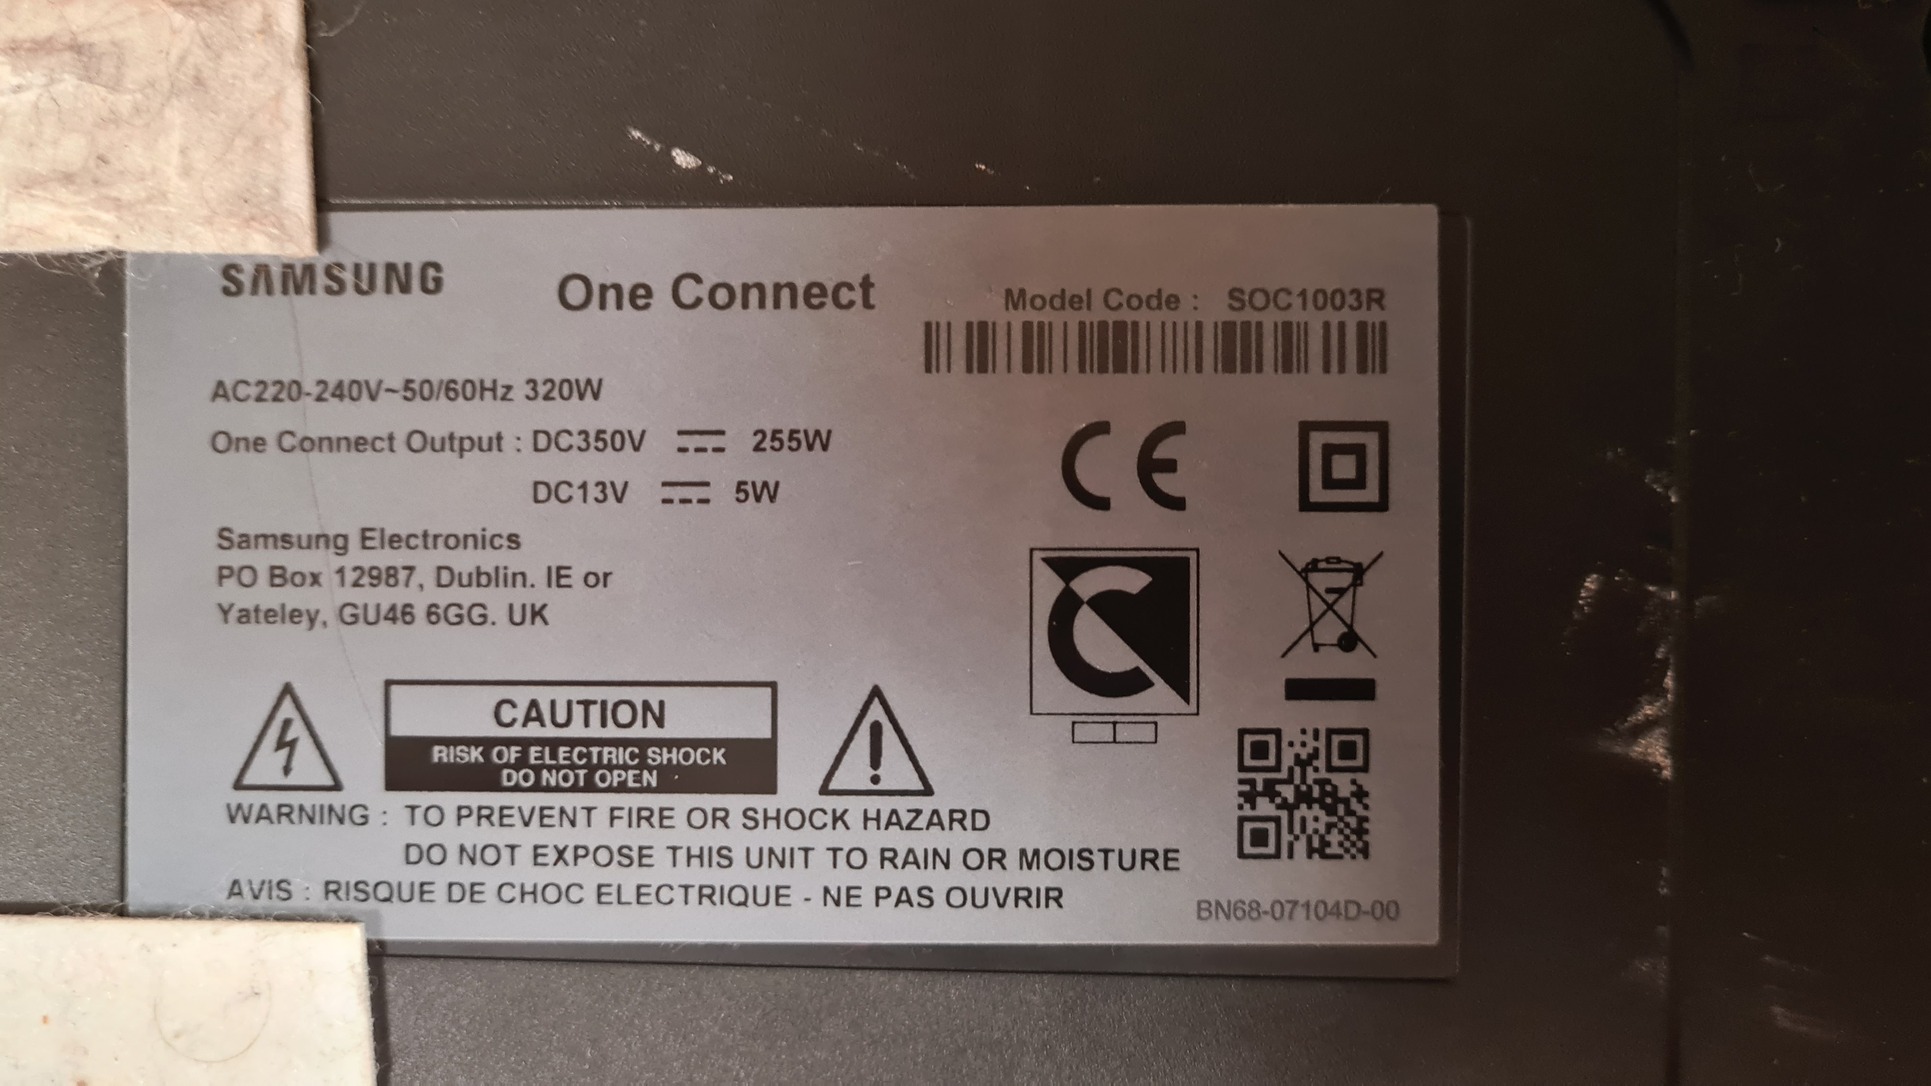 SAMSUNG One Connect Model Code : SOC1003R
AC220-240V~50/60Hz 320W
One Connect Output : DC350V 255W
DC13V 5W
Samsung Electronics
PO Box 12987, Dublin. IE or
Yateley, GU46 6GG. UK
CE
CAUTION
RISK OF ELECTRIC SHOCK
DO NOT OPEN
WARNING : TO PREVENT FIRE OR SHOCK HAZARD
DO NOT EXPOSE THIS UNIT TO RAIN OR MOISTURE
AVIS : RISQUE DE CHOC ELECTRIQUE - NE PAS OUVRIR
BN68-07104D-00